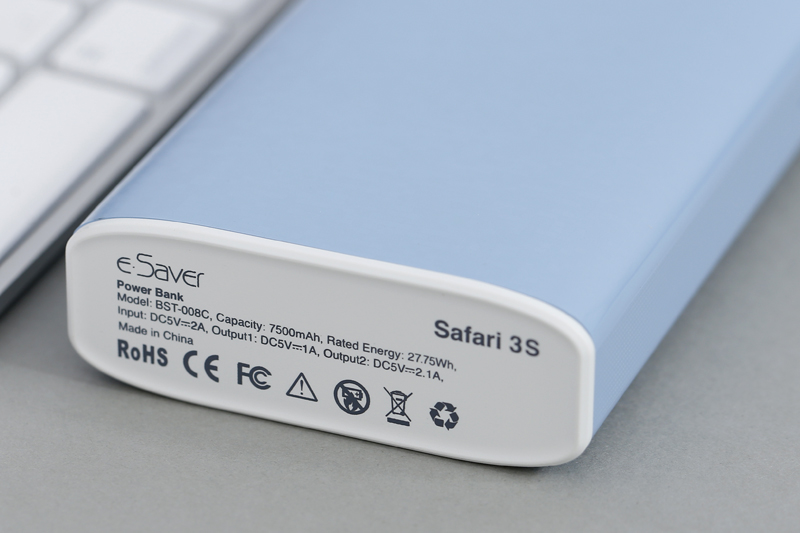 e·Saver
Power Bank
Model: BST-008C, Capacity: 7500mAh, Rated Energy: 27.75Wh,
Input: DC5V⎓2A, Output1: DC5V⎓1A, Output2: DC5V⎓2.1A,
Made in China
Safari 3S
RoHS CE FC